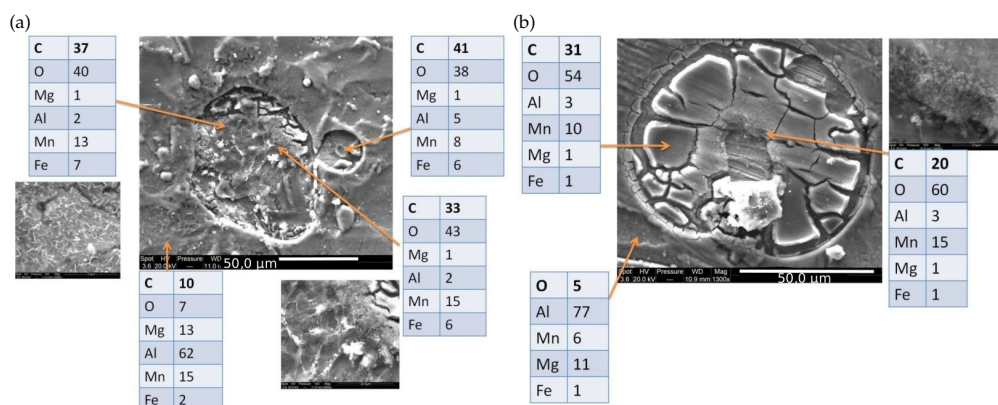 (a)
C 37
O 40
Mg 1
Al 2
Mn 13
Fe 7
C 41
O 38
Mg 1
Al 5
Mn 8
Fe 6
C 33
O 43
Mg 1
Al 2
Mn 15
Fe 6
Spot HV Pressure WD
3.6 20.0 kV --- 11.0
50,0 µm
C 10
O 7
Mg 13
Al 62
Mn 15
Fe 2
(b)
C 31
O 54
Al 3
Mn 10
Mg 1
Fe 1
C 20
O 60
Al 3
Mn 15
Mg 1
Fe 1
Spot HV Pressure WD Mag
3.6 20.0 kV --- 10.9 mm 1300x
50.0 µm
O 5
Al 77
Mn 6
Mg 11
Fe 1